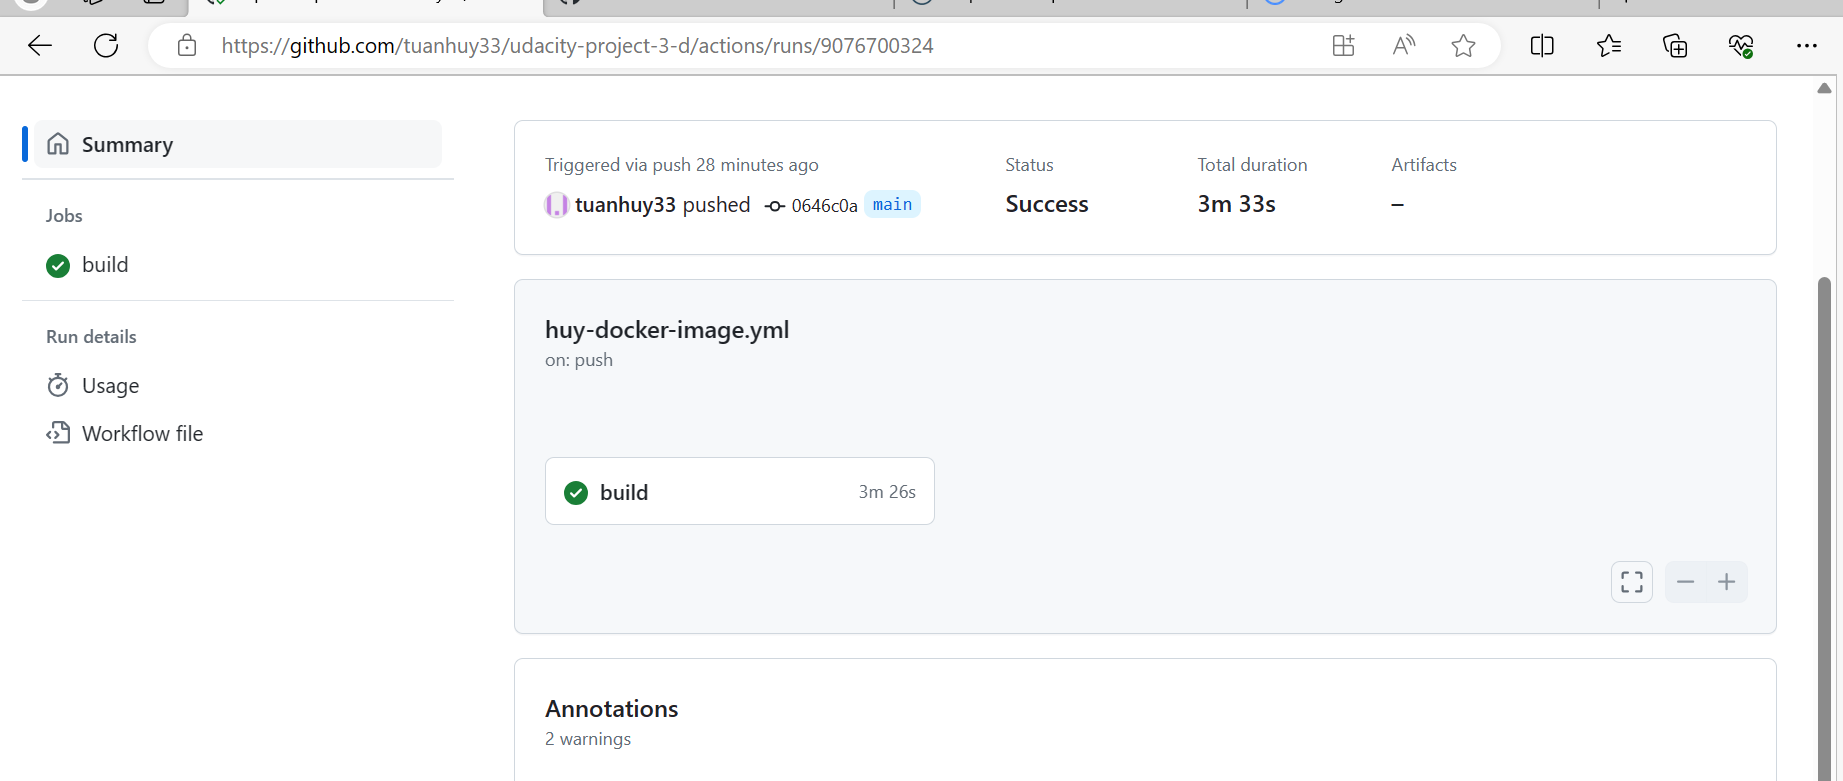 https://github.com/tuanhuy33/udacity-project-3-d/actions/runs/9076700324
Summary
Jobs
build
Run details
Usage
Workflow file
Triggered via push 28 minutes ago
tuanhuy33 pushed 0646c0a main
Status
Success
Total duration
3m 33s
Artifacts
–
huy-docker-image.yml
on: push
build 3m 26s
Annotations
2 warnings